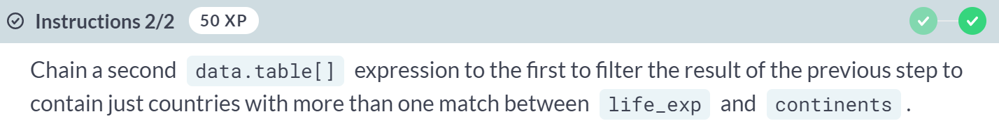 Instructions 2/2 50 XP
Chain a second data.table[] expression to the first to filter the result of the previous step to
contain just countries with more than one match between life_exp and continents .